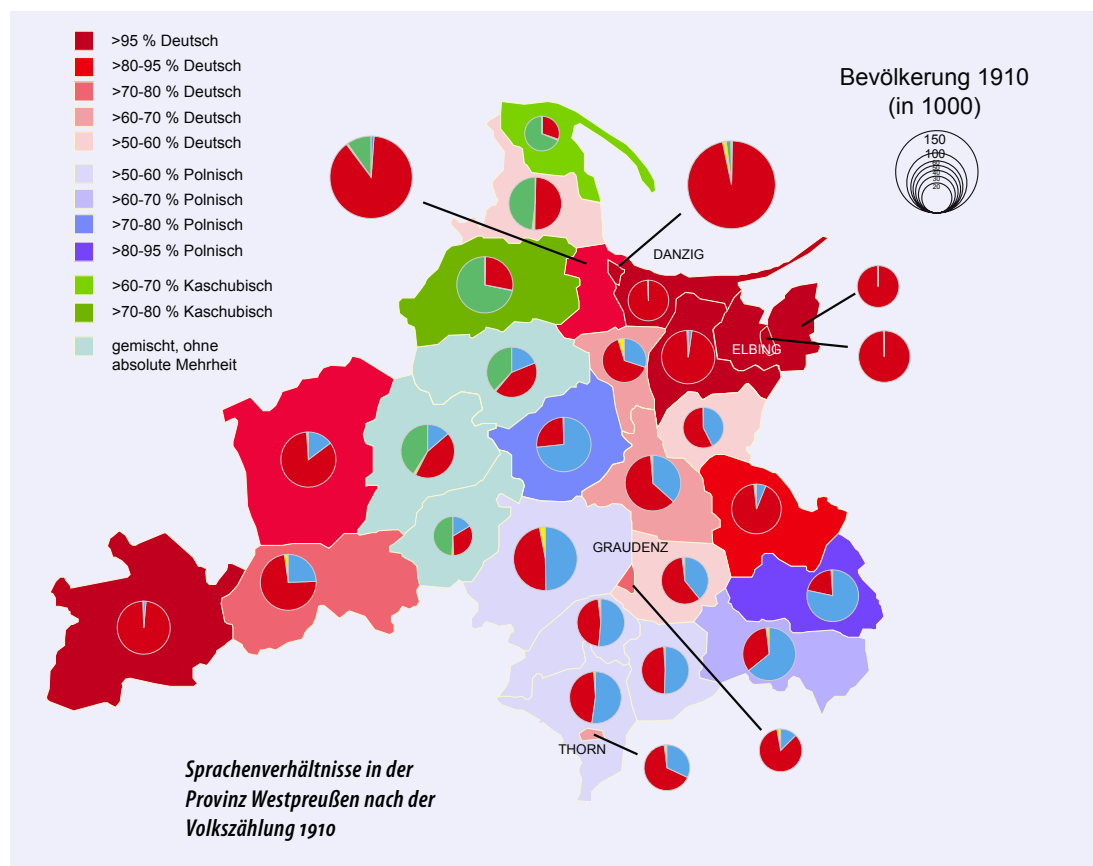 >95 % Deutsch
>80-95 % Deutsch
>70-80 % Deutsch
>60-70 % Deutsch
>50-60 % Deutsch
>50-60 % Polnisch
>60-70 % Polnisch
>70-80 % Polnisch
>80-95 % Polnisch
>60-70 % Kaschubisch
>70-80 % Kaschubisch
gemischt, ohne
absolute Mehrheit
Bevölkerung 1910
(in 1000)
150
100
20
DANZIG
ELBING
GRAUDENZ
THORN
Sprachenverhältnisse in der
Provinz Westpreußen nach der
Volkszählung 1910